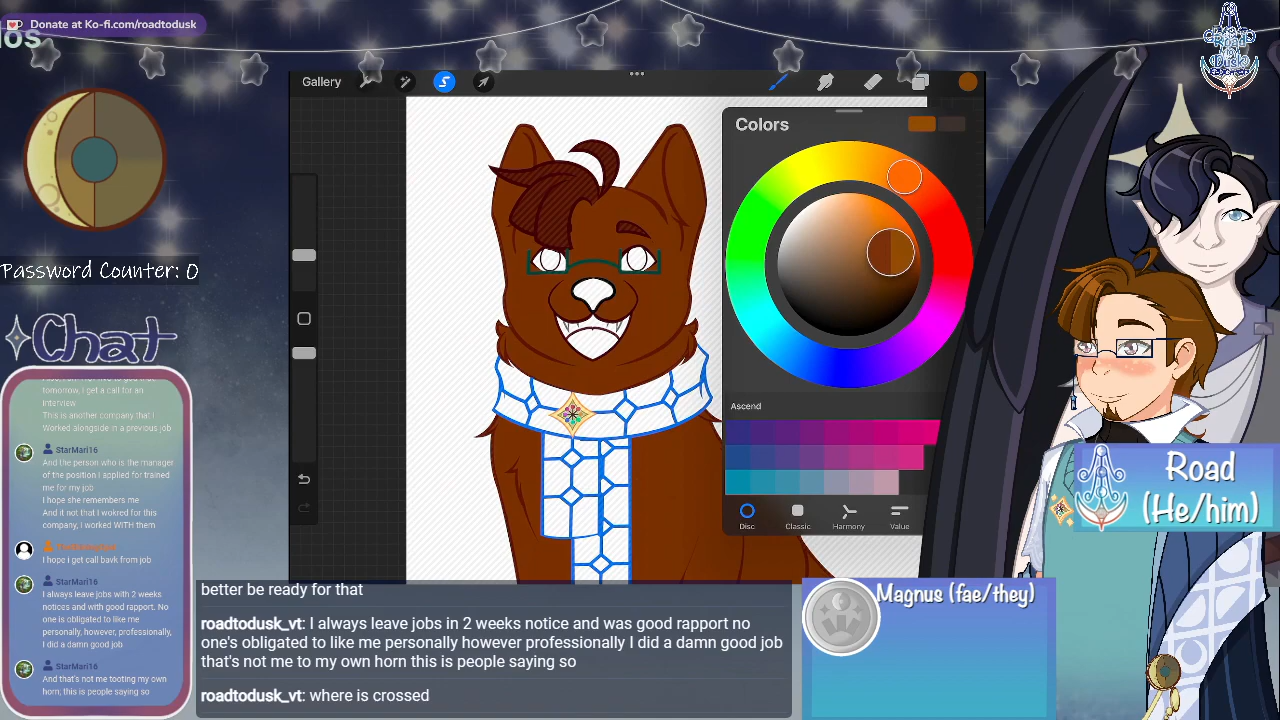 Donate at Ko-fi.com/roadtodusk
Gallery
Colors
Password Counter: 0
Chat
tomorrow, I get a call for an
interview
This is another company that I
Worked alongside in a previous job
StarMari16
And the person who is the manager
of the position I applied for trained
me for my job
I hope she remembers me
And it not that I wokred for this
company, I worked WITH them
I hope i get call bavk from job
StarMari16
I always leave jobs with 2 weeks
notices and with good rapport. No
one is obligated to like me
personally, however, professionally,
I did a damn good job
StarMari16
And that's not me tooting my own
horn, this is people saying so
Ascend
Disc
Classic
Harmony
Value
Road
(He/him)
Magnus (fae/they)
better be ready for that
roadtodusk_vt: I always leave jobs in 2 weeks notice and was good rapport no
one's obligated to like me personally however professionally I did a damn good job
that's not me to my own horn this is people saying so
roadtodusk_vt: where is crossed